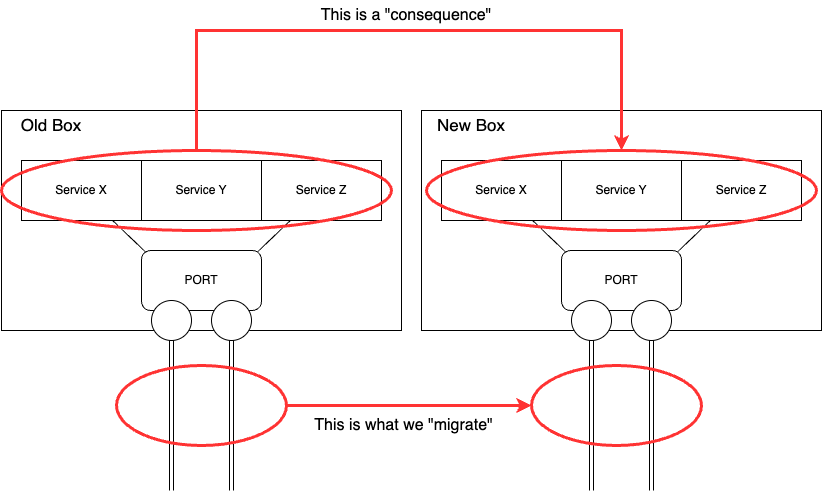 This is a "consequence"
Old Box
New Box
Service X
Service Y
Service Z
Service X
Service Y
Service Z
PORT
PORT
This is what we "migrate"